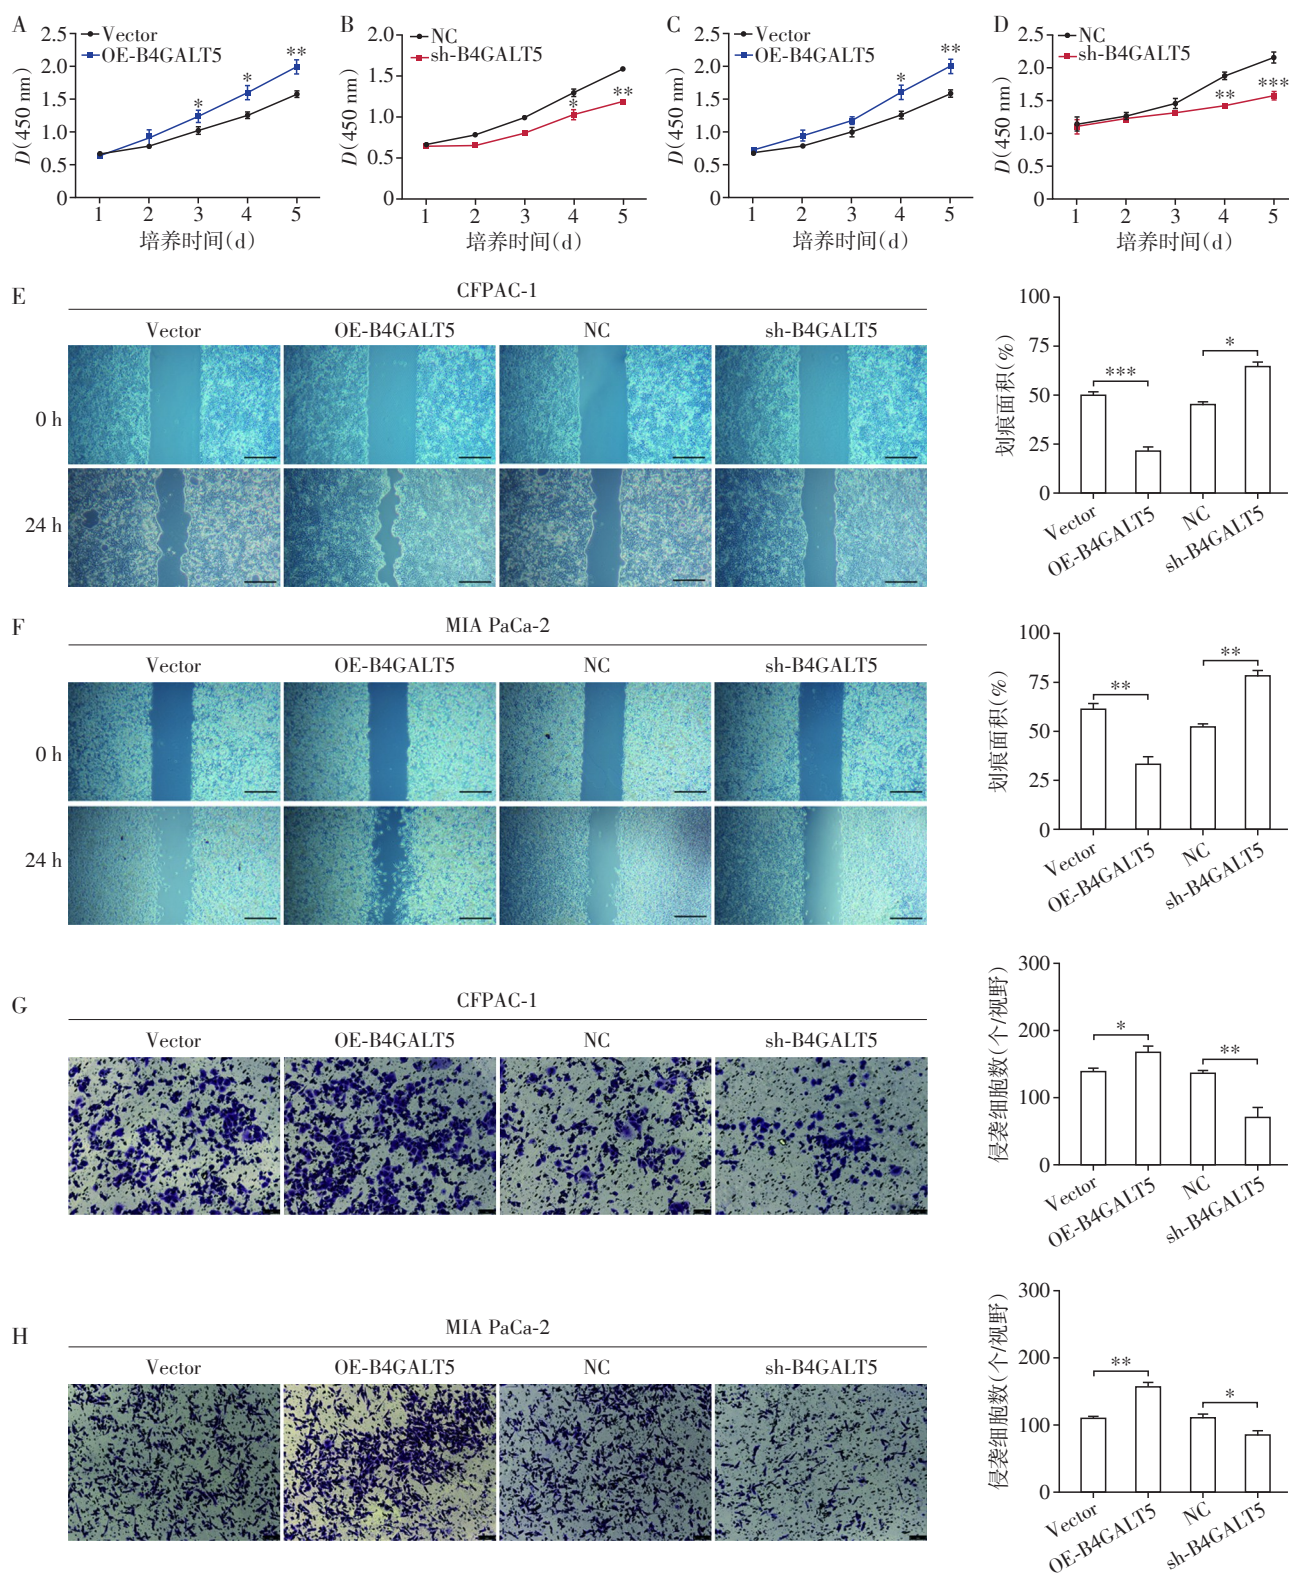 A
Vector
OE-B4GALT5
2.5
2.0
1.5
1.0
0.5
0
D(450 nm)
*
*
**
1 2 3 4 5
培养时间(d)
B
NC
sh-B4GALT5
2.0
1.5
1.0
0.5
0
D(450 nm)
*
**
1 2 3 4 5
培养时间(d)
C
Vector
OE-B4GALT5
2.5
2.0
1.5
1.0
0.5
0
D(450 nm)
*
**
1 2 3 4 5
培养时间(d)
D
NC
sh-B4GALT5
2.5
2.0
1.5
1.0
0.5
0
D(450 nm)
**
***
1 2 3 4 5
培养时间(d)
E
CFPAC-1
Vector OE-B4GALT5 NC sh-B4GALT5
0 h
24 h
100
75
50
25
0
划痕面积(%)
***
*
Vector
OE-B4GALT5
NC
sh-B4GALT5
F
MIA PaCa-2
Vector OE-B4GALT5 NC sh-B4GALT5
0 h
24 h
100
75
50
25
0
划痕面积(%)
**
**
Vector
OE-B4GALT5
NC
sh-B4GALT5
G
CFPAC-1
Vector OE-B4GALT5 NC sh-B4GALT5
300
200
100
0
侵袭细胞数(个/视野)
*
**
Vector
OE-B4GALT5
NC
sh-B4GALT5
H
MIA PaCa-2
Vector OE-B4GALT5 NC sh-B4GALT5
300
200
100
0
侵袭细胞数(个/视野)
**
*
Vector
OE-B4GALT5
NC
sh-B4GALT5